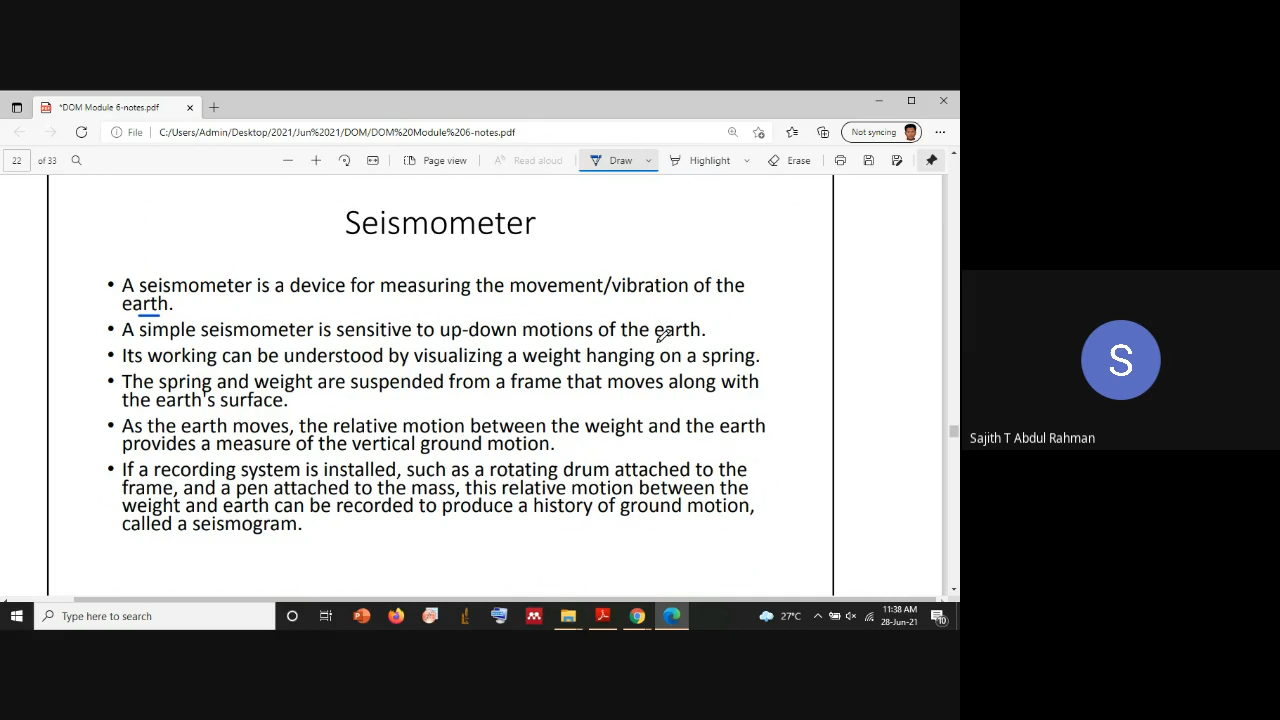 *DOM Module 6-notes.pdf
File
C:/Users/Admin/Desktop/2021/Jun%2021/DOM/DOM%20Module%206-notes.pdf
Not syncing
22 of 33
Page view
Read aloud
Draw
Highlight
Erase
Seismometer
• A seismometer is a device for measuring the movement/vibration of the
earth.
• A simple seismometer is sensitive to up-down motions of the earth.
• Its working can be understood by visualizing a weight hanging on a spring.
• The spring and weight are suspended from a frame that moves along with
the earth's surface.
• As the earth moves, the relative motion between the weight and the earth
provides a measure of the vertical ground motion.
• If a recording system is installed, such as a rotating drum attached to the
frame, and a pen attached to the mass, this relative motion between the
weight and earth can be recorded to produce a history of ground motion,
called a seismogram.
S
Sajith T Abdul Rahman
Type here to search
27°C
11:38 AM
28-Jun-21
10